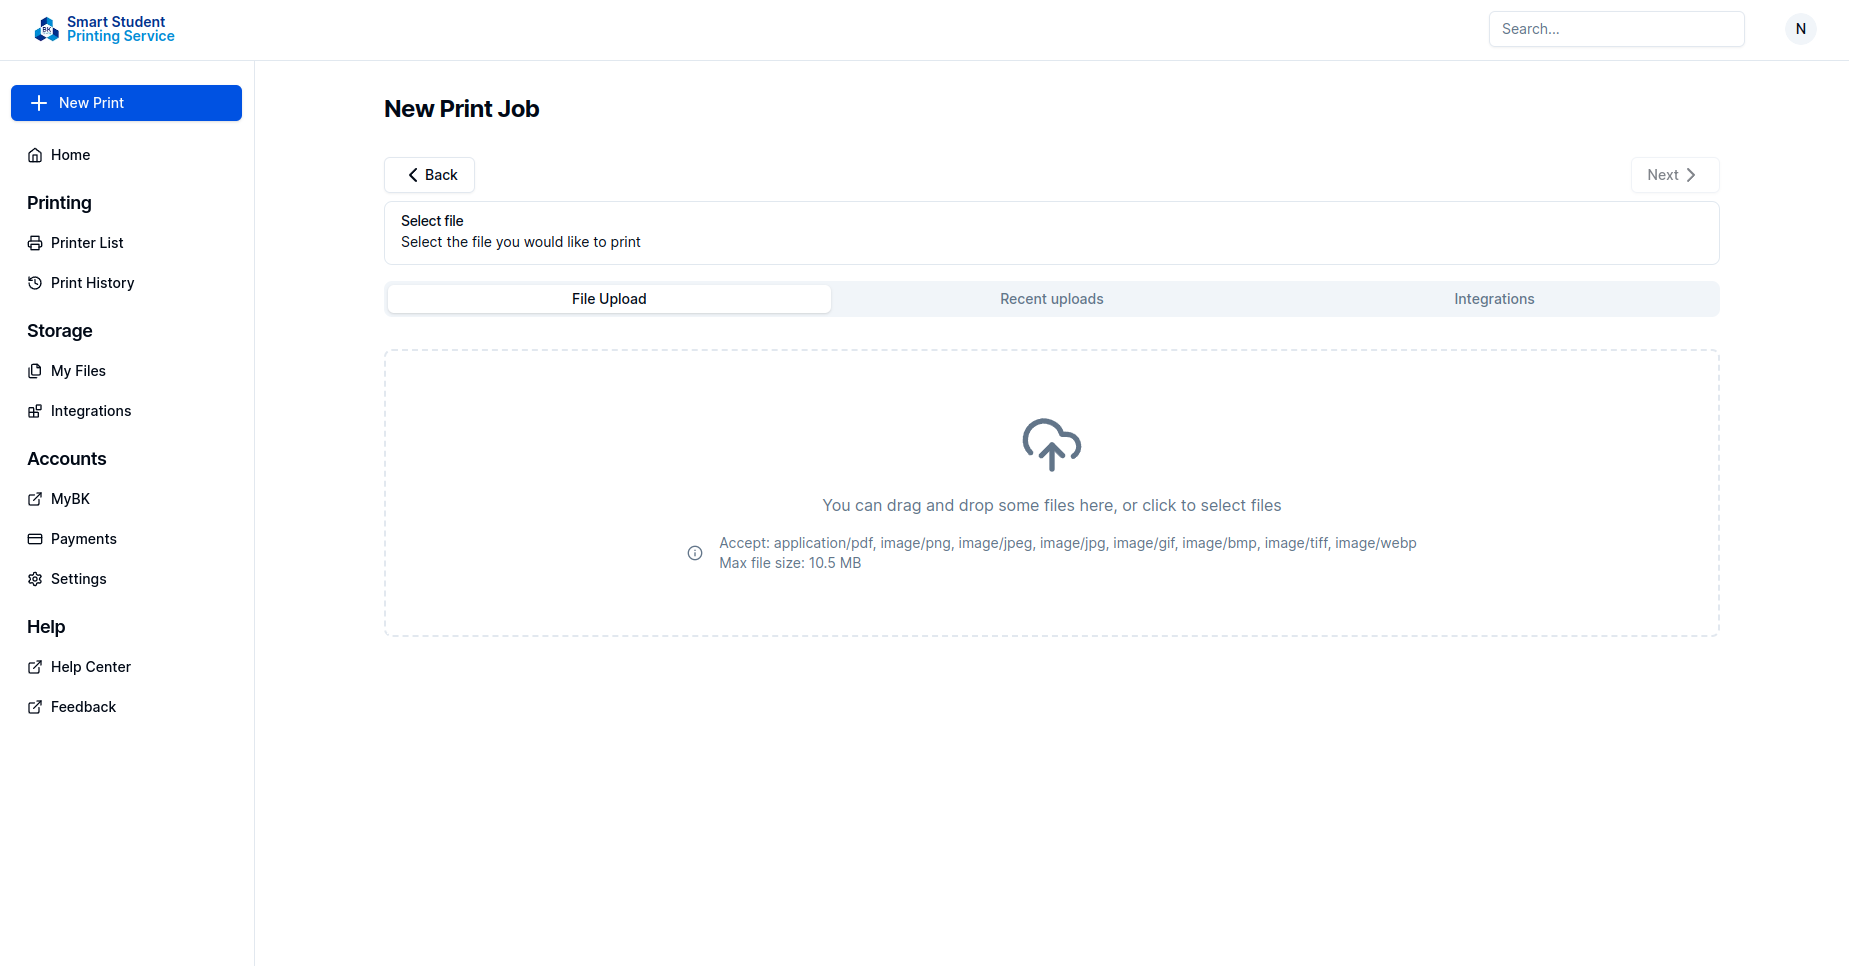 BK
Smart Student
Printing Service
Search...
N
New Print
Home
Printing
Printer List
Print History
Storage
My Files
Integrations
Accounts
MyBK
Payments
Settings
Help
Help Center
Feedback
New Print Job
Back
Next
Select file
Select the file you would like to print
File Upload
Recent uploads
Integrations
You can drag and drop some files here, or click to select files
Accept: application/pdf, image/png, image/jpeg, image/jpg, image/gif, image/bmp, image/tiff, image/webp
Max file size: 10.5 MB